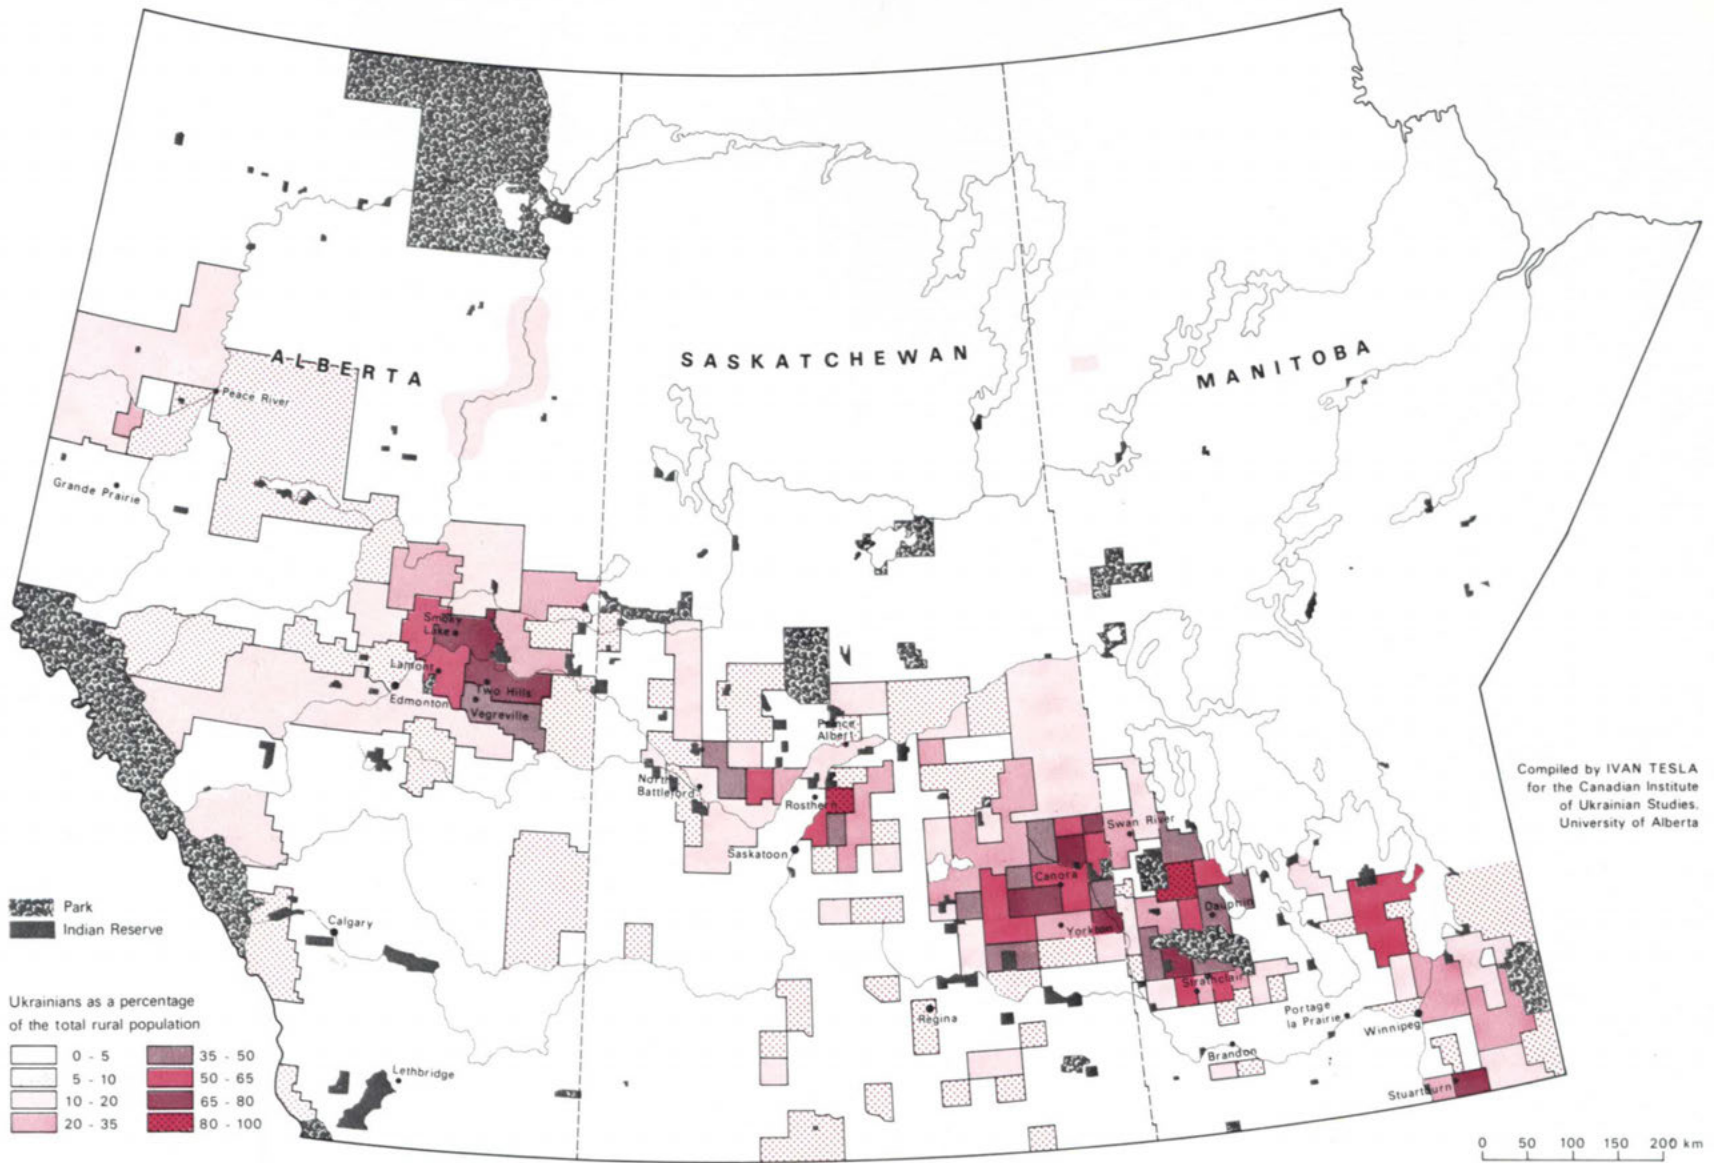 ALBERTA
SASKATCHEWAN
MANITOBA
Peace River
Grande Prairie
Smoky
Lake
Lamont
Edmonton
Two Hills
Vegreville
Prince
Albert
North
Battleford
Rosthern
Saskatoon
Swan River
Canora
Dauphin
Yorkton
Strathclair
Calgary
Lethbridge
Regina
Portage
la Prairie
Winnipeg
Brandon
Stuartburn
Compiled by IVAN TESLA
for the Canadian Institute
of Ukrainian Studies.
University of Alberta
Park
Indian Reserve
Ukrainians as a percentage
of the total rural population
0 - 5
5 - 10
10 - 20
20 - 35
35 - 50
50 - 65
65 - 80
80 - 100
0 50 100 150 200 km